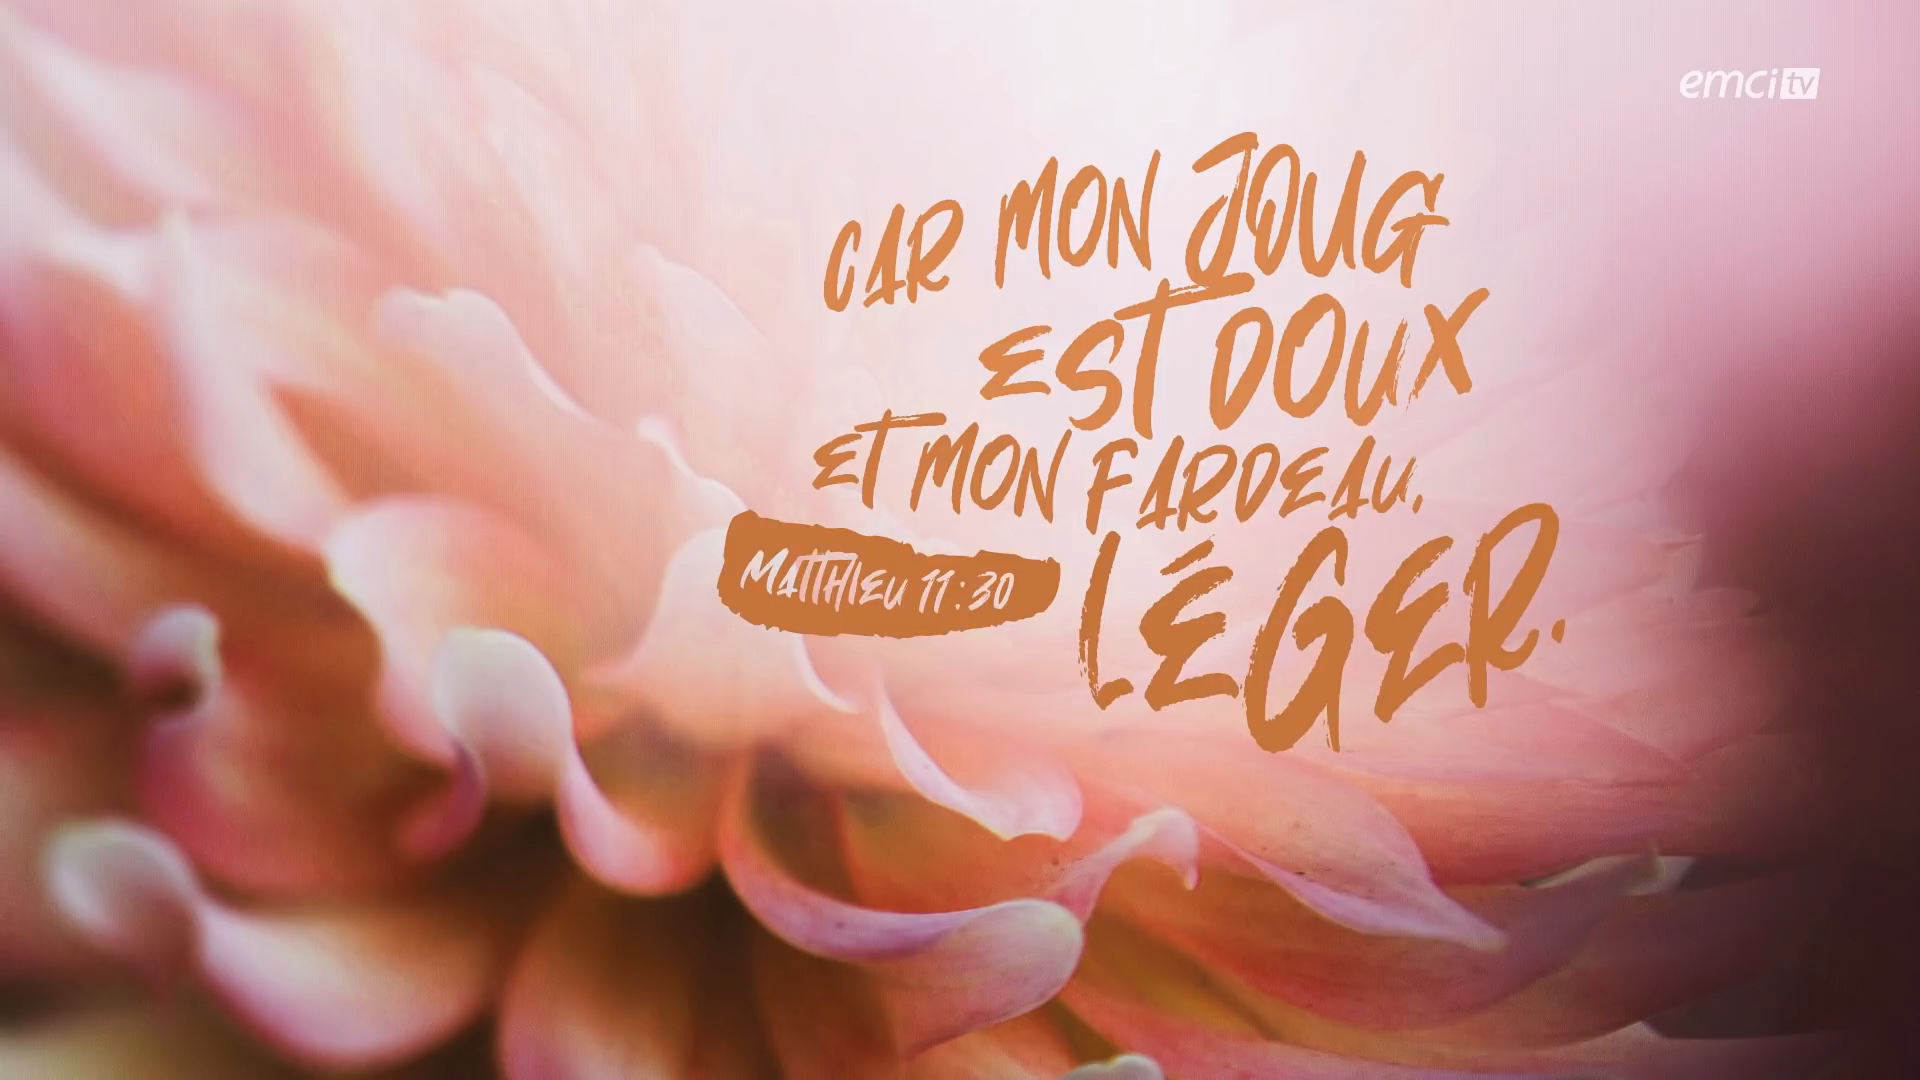 emci tv
CAR MON JOUG
EST DOUX
ET MON FARDEAU,
LÉGER.
MATTHIEU 11:30